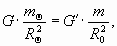 G · m⊕ / R⊕² = G′ · m / R₀² ,